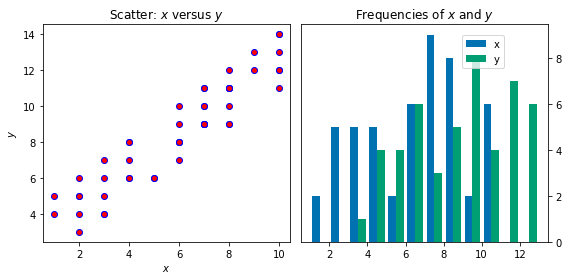 Scatter: x versus y
14
12
10
8
6
4
y
2 4 6 8 10
x
Frequencies of x and y
x
y
8
6
4
2
0
2 4 6 8 10 12